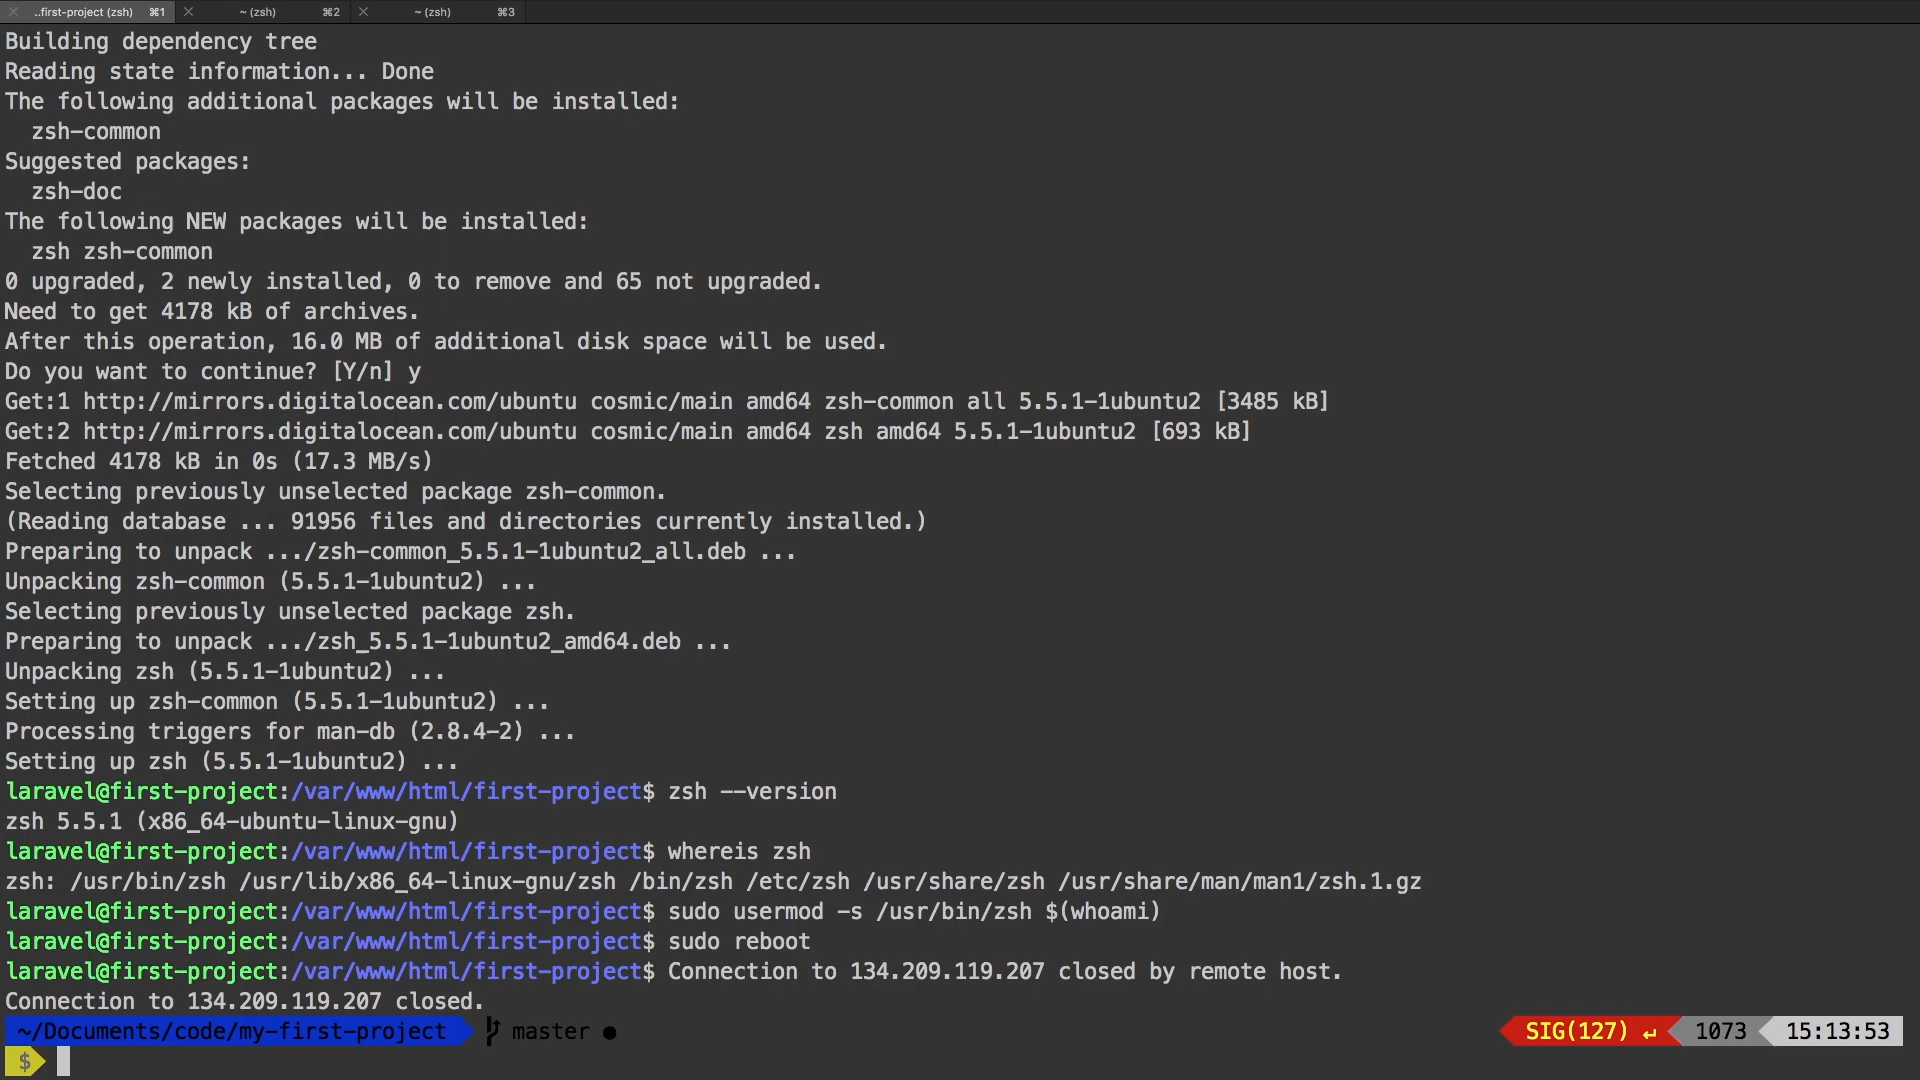 ..first-project (zsh) ⌘1 ~ (zsh) ⌘2 ~ (zsh) ⌘3
Building dependency tree
Reading state information... Done
The following additional packages will be installed:
  zsh-common
Suggested packages:
  zsh-doc
The following NEW packages will be installed:
  zsh zsh-common
0 upgraded, 2 newly installed, 0 to remove and 65 not upgraded.
Need to get 4178 kB of archives.
After this operation, 16.0 MB of additional disk space will be used.
Do you want to continue? [Y/n] y
Get:1 http://mirrors.digitalocean.com/ubuntu cosmic/main amd64 zsh-common all 5.5.1-1ubuntu2 [3485 kB]
Get:2 http://mirrors.digitalocean.com/ubuntu cosmic/main amd64 zsh amd64 5.5.1-1ubuntu2 [693 kB]
Fetched 4178 kB in 0s (17.3 MB/s)
Selecting previously unselected package zsh-common.
(Reading database ... 91956 files and directories currently installed.)
Preparing to unpack .../zsh-common_5.5.1-1ubuntu2_all.deb ...
Unpacking zsh-common (5.5.1-1ubuntu2) ...
Selecting previously unselected package zsh.
Preparing to unpack .../zsh_5.5.1-1ubuntu2_amd64.deb ...
Unpacking zsh (5.5.1-1ubuntu2) ...
Setting up zsh-common (5.5.1-1ubuntu2) ...
Processing triggers for man-db (2.8.4-2) ...
Setting up zsh (5.5.1-1ubuntu2) ...
laravel@first-project:/var/www/html/first-project$ zsh --version
zsh 5.5.1 (x86_64-ubuntu-linux-gnu)
laravel@first-project:/var/www/html/first-project$ whereis zsh
zsh: /usr/bin/zsh /usr/lib/x86_64-linux-gnu/zsh /bin/zsh /etc/zsh /usr/share/zsh /usr/share/man/man1/zsh.1.gz
laravel@first-project:/var/www/html/first-project$ sudo usermod -s /usr/bin/zsh $(whoami)
laravel@first-project:/var/www/html/first-project$ sudo reboot
laravel@first-project:/var/www/html/first-project$ Connection to 134.209.119.207 closed by remote host.
Connection to 134.209.119.207 closed.
~/Documents/code/my-first-project master ● SIG(127) ↵ 1073 15:13:53
$